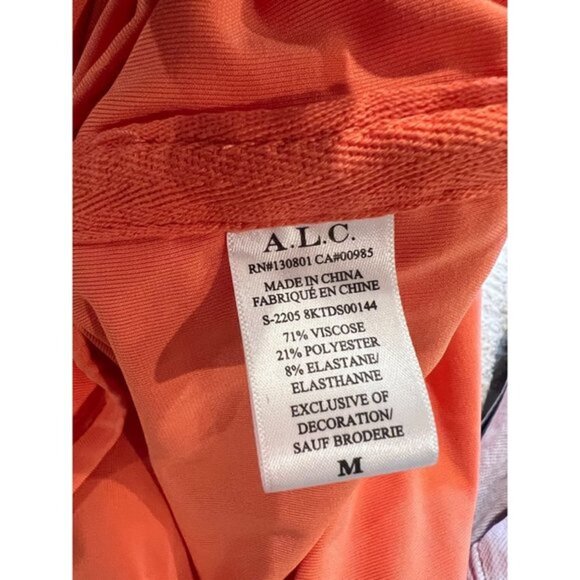 A.L.C.
RN#130801 CA#00985
MADE IN CHINA
FABRIQUÉ EN CHINE
S-2205 8KTDS00144
71% VISCOSE
21% POLYESTER
8% ELASTANE/
ELASTHANNE
EXCLUSIVE OF
DECORATION/
SAUF BRODERIE
M